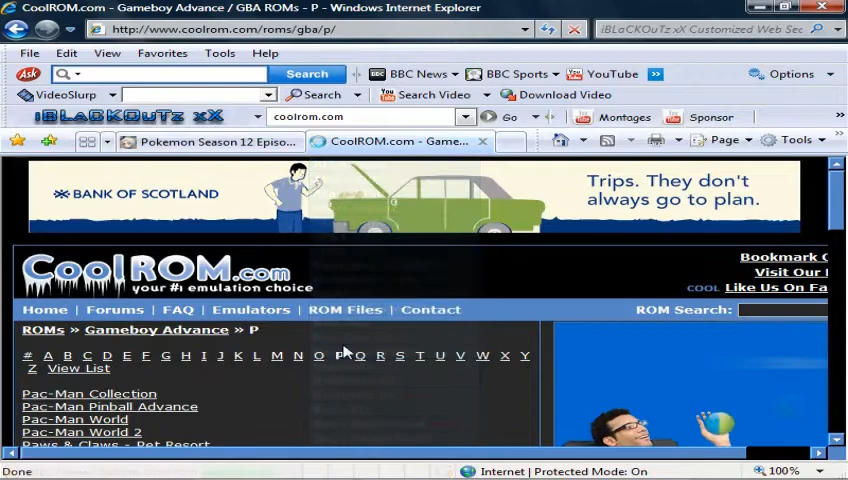 CoolROM.com - Gameboy Advance / GBA ROMs - P - Windows Internet Explorer
http://www.coolrom.com/roms/gba/p/
iBLaCKOuTz xX Customized Web Sec
File Edit View Favorites Tools Help
Ask Search BBC News BBC Sports YouTube » Options
VideoSlurp Search Search Video Download Video
iBLaCKOuTz xX coolrom.com Go Montages Sponsor »
Pokemon Season 12 Episo... CoolROM.com - Game... Page Tools »
BANK OF SCOTLAND
Trips. They don't
always go to plan.
CoolROM.com
your #1 emulation choice
Bookmark
Visit Our
COOL Like Us On
Home | Forums | FAQ | Emulators | ROM Files | Contact ROM Search:
ROMs » Gameboy Advance » P
# A B C D E F G H I J K L M N O P Q R S T U V W X Y
Z View List
Pac-Man Collection
Pac-Man Pinball Advance
Pac-Man World
Pac-Man World 2
Paws & Claws - Pet Resort
Done Internet | Protected Mode: On 100%